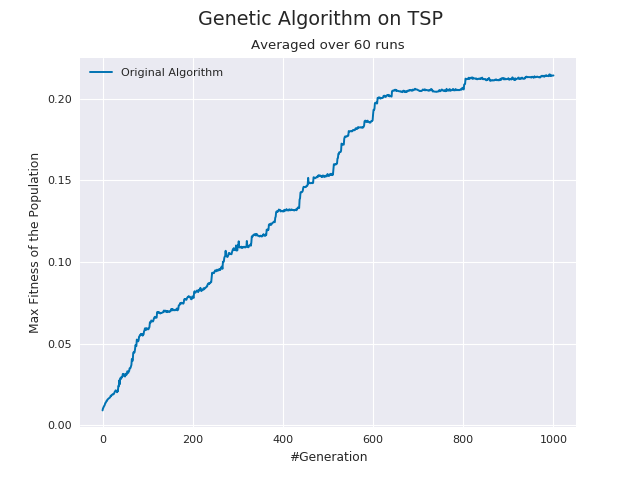 Genetic Algorithm on TSP
Averaged over 60 runs
Original Algorithm
Max Fitness of the Population
0.20
0.15
0.10
0.05
0.00
0 200 400 600 800 1000
#Generation